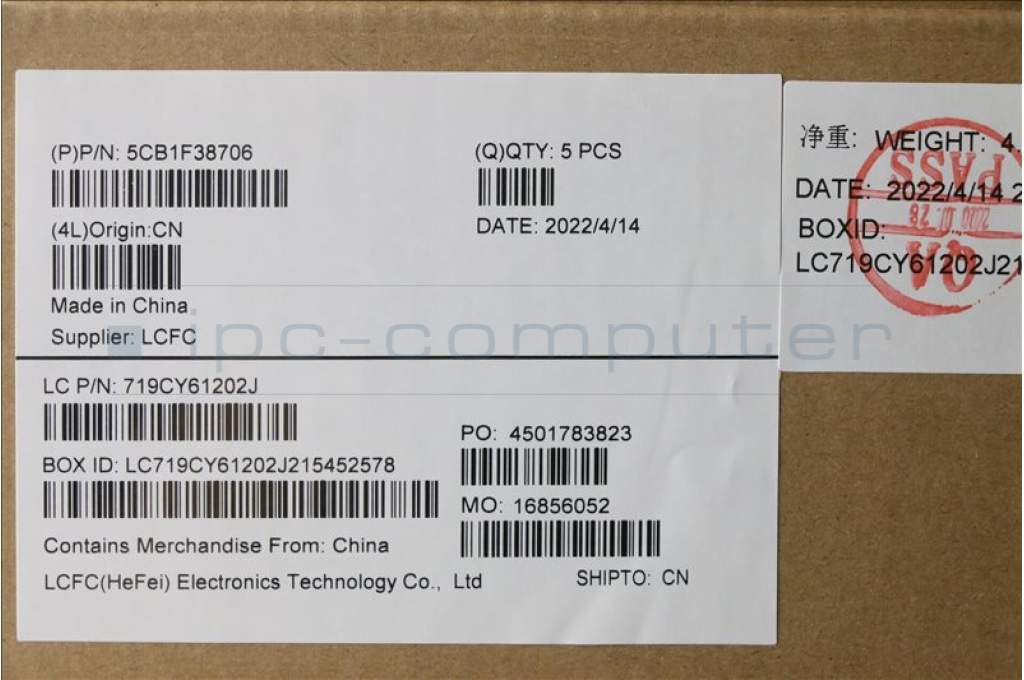 (P)P/N: 5CB1F38706
(Q)QTY: 5 PCS
(4L)Origin:CN
DATE: 2022/4/14
Made in China
Supplier: LCFC
LC P/N: 719CY61202J
PO: 4501783823
BOX ID: LC719CY61202J215452578
MO: 16856052
Contains Merchandise From: China
LCFC(HeFei) Electronics Technology Co., Ltd
SHIPTO: CN
净重: WEIGHT: 4.
DATE: 2022/4/14 2
BOXID:
LC719CY61202J21
PASS
QA
ipc-computer